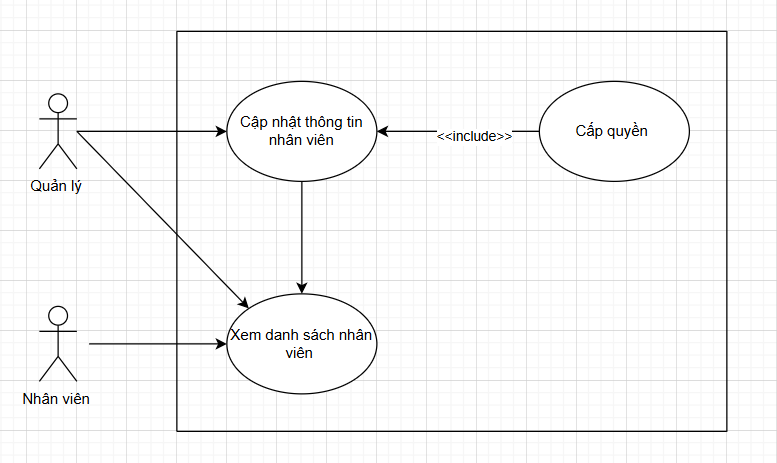 Cập nhật thông tin
nhân viên
<<include>>
Cấp quyền
Quản lý
Xem danh sách nhân
viên
Nhân viên